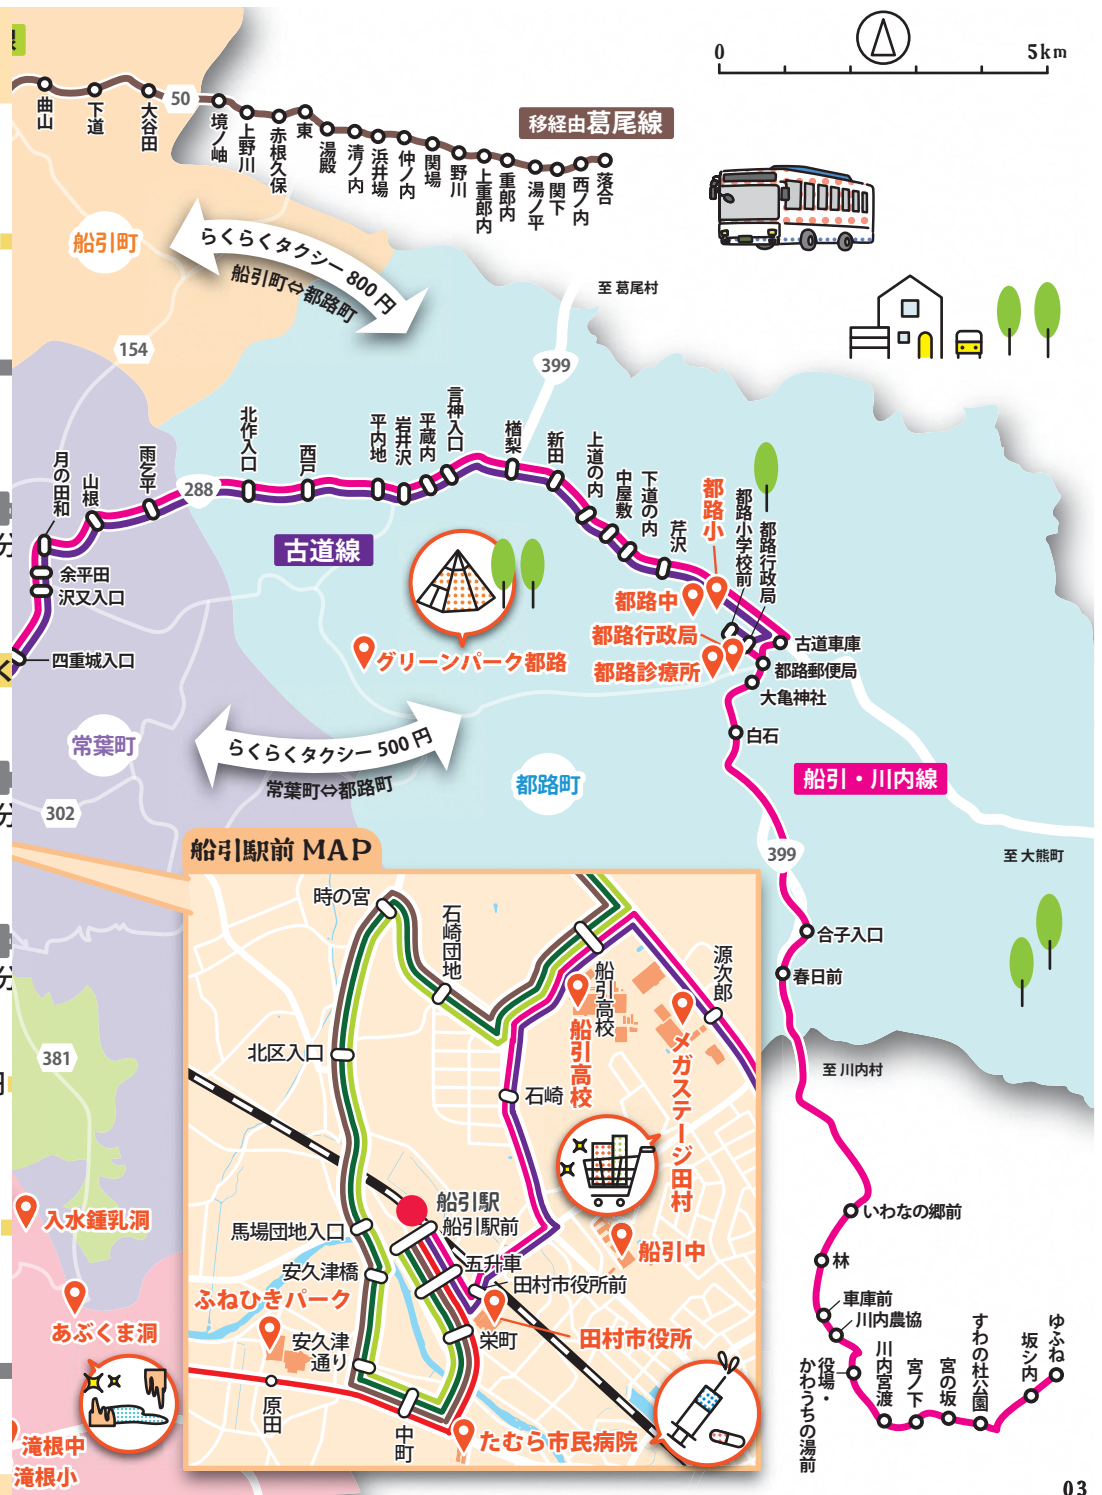 0
5km
曲山
下道
大谷田
50
境ノ岫
上野川
赤根久保
東
湯殿
清ノ内
浜井場
仲ノ内
関場
野川
上重郎内
重郎内
湯ノ平
関下
西ノ内
落合
移経由葛尾線
船引町
らくらくタクシー 800円
船引町⇔都路町
至 葛尾村
154
399
月の田和
山根
雨乞平
288
北作入口
西戸
平内地
岩井沢
平蔵内
言神入口
楢梨
新田
上道の内
中屋敷
下道の内
芹沢
都路小
都路小学校前
都路行政局
余平田
沢又入口
四重城入口
古道線
都路中
都路行政局
都路診療所
グリーンパーク都路
古道車庫
都路郵便局
大亀神社
白石
常葉町
らくらくタクシー 500円
常葉町⇔都路町
都路町
船引・川内線
302
399
至 大熊町
合子入口
春日前
至 川内村
381
入水鍾乳洞
あぶくま洞
滝根中
滝根小
船引駅前 MAP
時の宮
石崎団地
船引高校
船引高校
源次郎
メガステージ田村
北区入口
石崎
船引駅
船引駅前
馬場団地入口
五升車
安久津橋
田村市役所前
船引中
ふねひきパーク
安久津通り
栄町
田村市役所
原田
中町
たむら市民病院
いわなの郷前
林
車庫前
川内農協
役場・かわうちの湯前
川内宮渡
宮ノ下
宮の坂
すわの杜公園
坂シ内
ゆふね
03